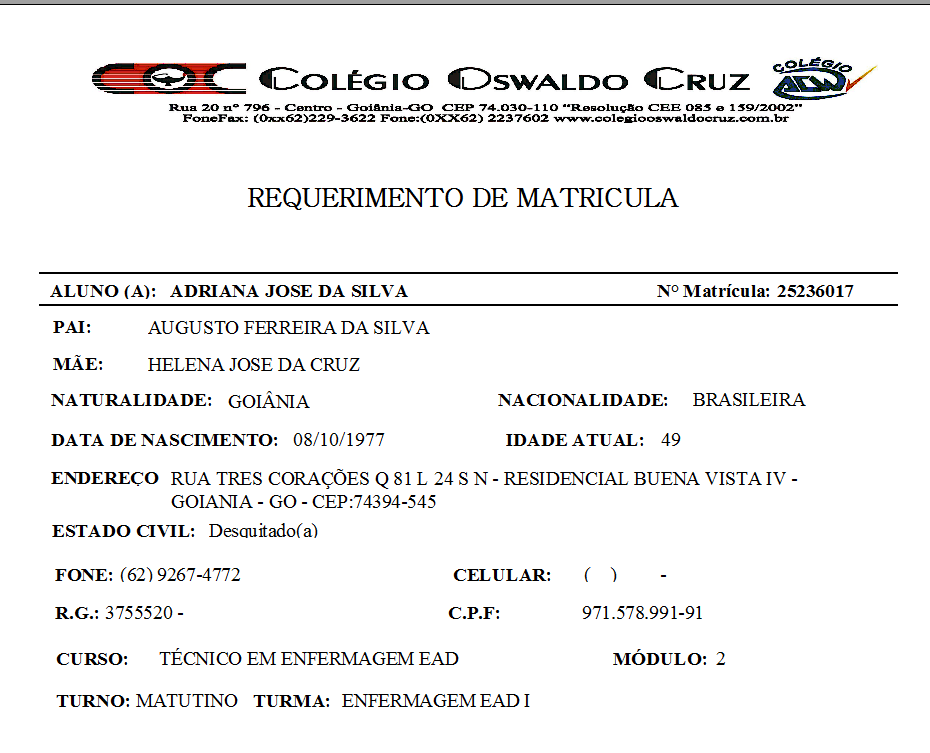 COC COLÉGIO OSWALDO CRUZ COLÉGIO
Rua 20 nº 796 - Centro - Goiânia-GO CEP 74.030-110 "Resolução CEE 085 e 159/2002"
FoneFax: (0xx62)229-3622 Fone:(0XX62) 2237602 www.colegiooswaldocruz.com.br
REQUERIMENTO DE MATRICULA
ALUNO (A): ADRIANA JOSE DA SILVA Nº Matrícula: 25236017
PAI: AUGUSTO FERREIRA DA SILVA
MÃE: HELENA JOSE DA CRUZ
NATURALIDADE: GOIÂNIA NACIONALIDADE: BRASILEIRA
DATA DE NASCIMENTO: 08/10/1977 IDADE ATUAL: 49
ENDEREÇO RUA TRES CORAÇÕES Q 81 L 24 S N - RESIDENCIAL BUENA VISTA IV -
GOIANIA - GO - CEP:74394-545
ESTADO CIVIL: Desquitado(a)
FONE: (62) 9267-4772 CELULAR: ( ) -
R.G.: 3755520 - C.P.F: 971.578.991-91
CURSO: TÉCNICO EM ENFERMAGEM EAD MÓDULO: 2
TURNO: MATUTINO TURMA: ENFERMAGEM EAD I